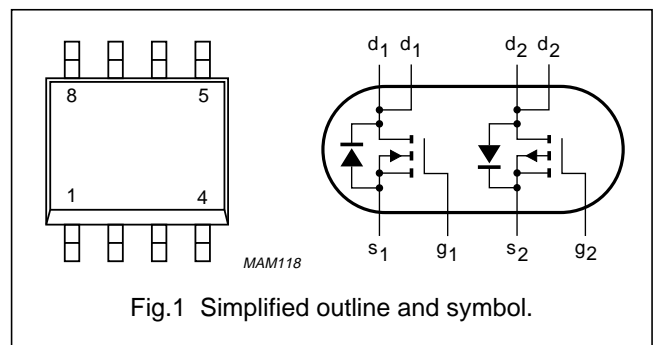 d1 d1 d2 d2
8 5
1 4
s1 g1 s2 g2
MAM118
Fig.1 Simplified outline and symbol.